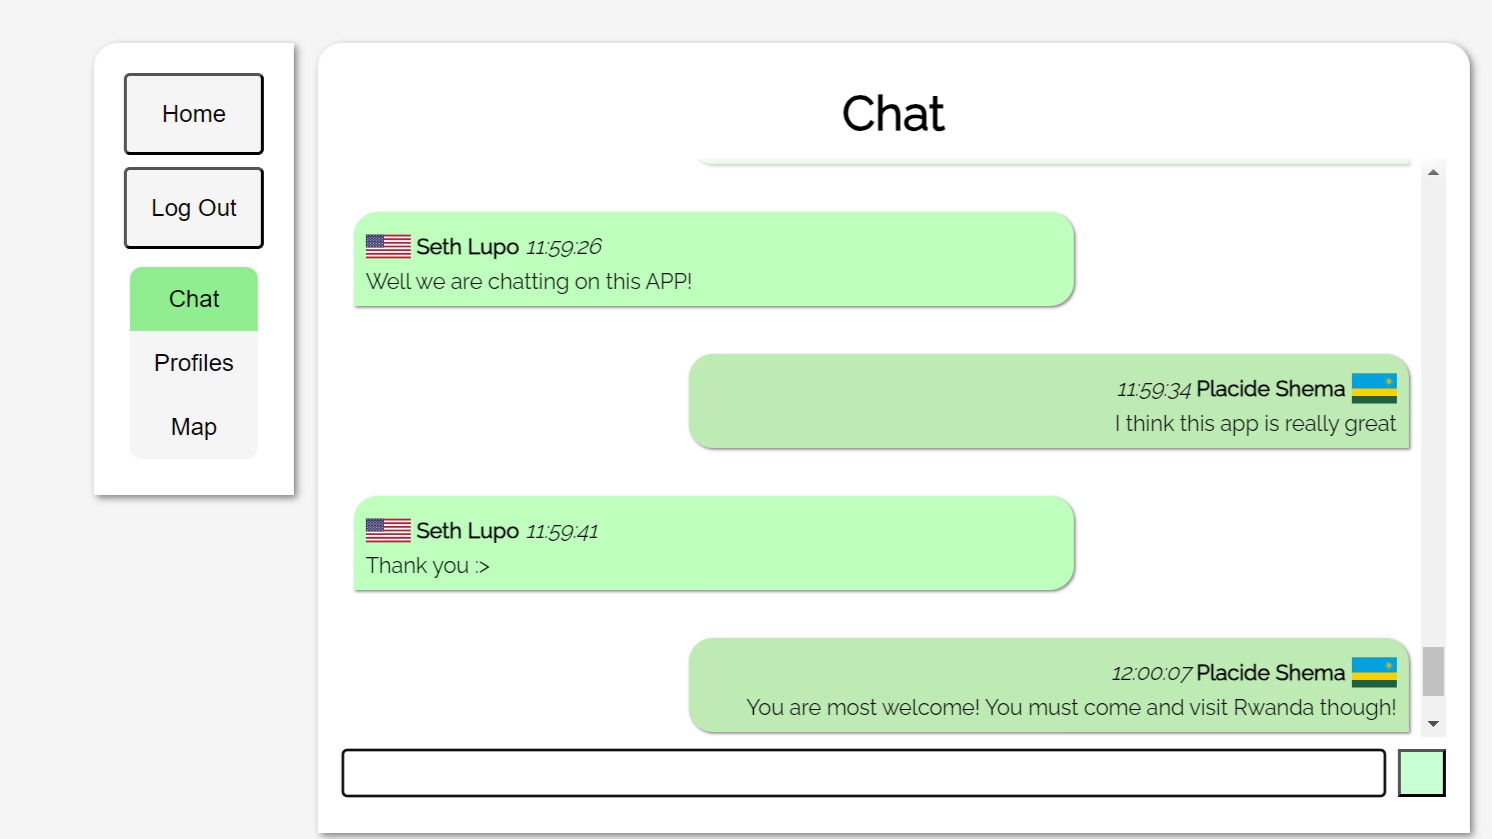 Home
Log Out
Chat
Profiles
Map
Chat
Seth Lupo 11:59:26
Well we are chatting on this APP!
11:59:34 Placide Shema
I think this app is really great
Seth Lupo 11:59:41
Thank you :>
12:00:07 Placide Shema
You are most welcome! You must come and visit Rwanda though!